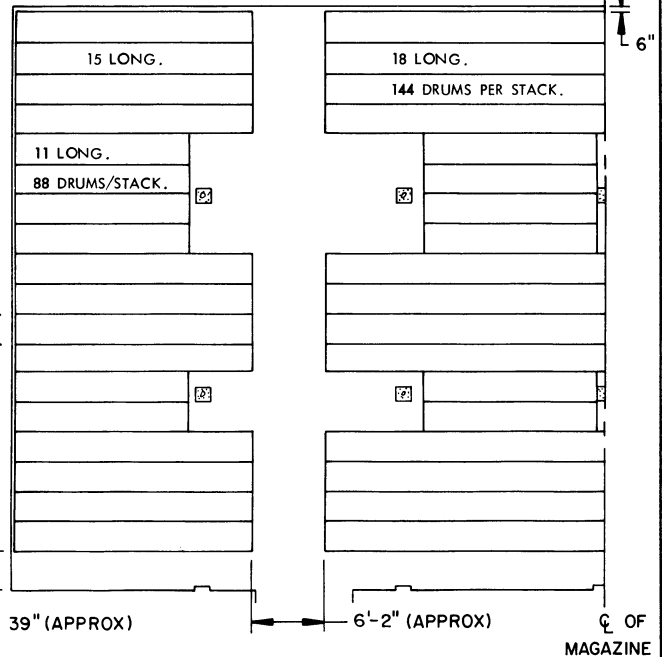 6"
15 LONG.
18 LONG.
144 DRUMS PER STACK.
11 LONG.
88 DRUMS/STACK.
39" (APPROX)
6'-2" (APPROX)
℄ OF
MAGAZINE